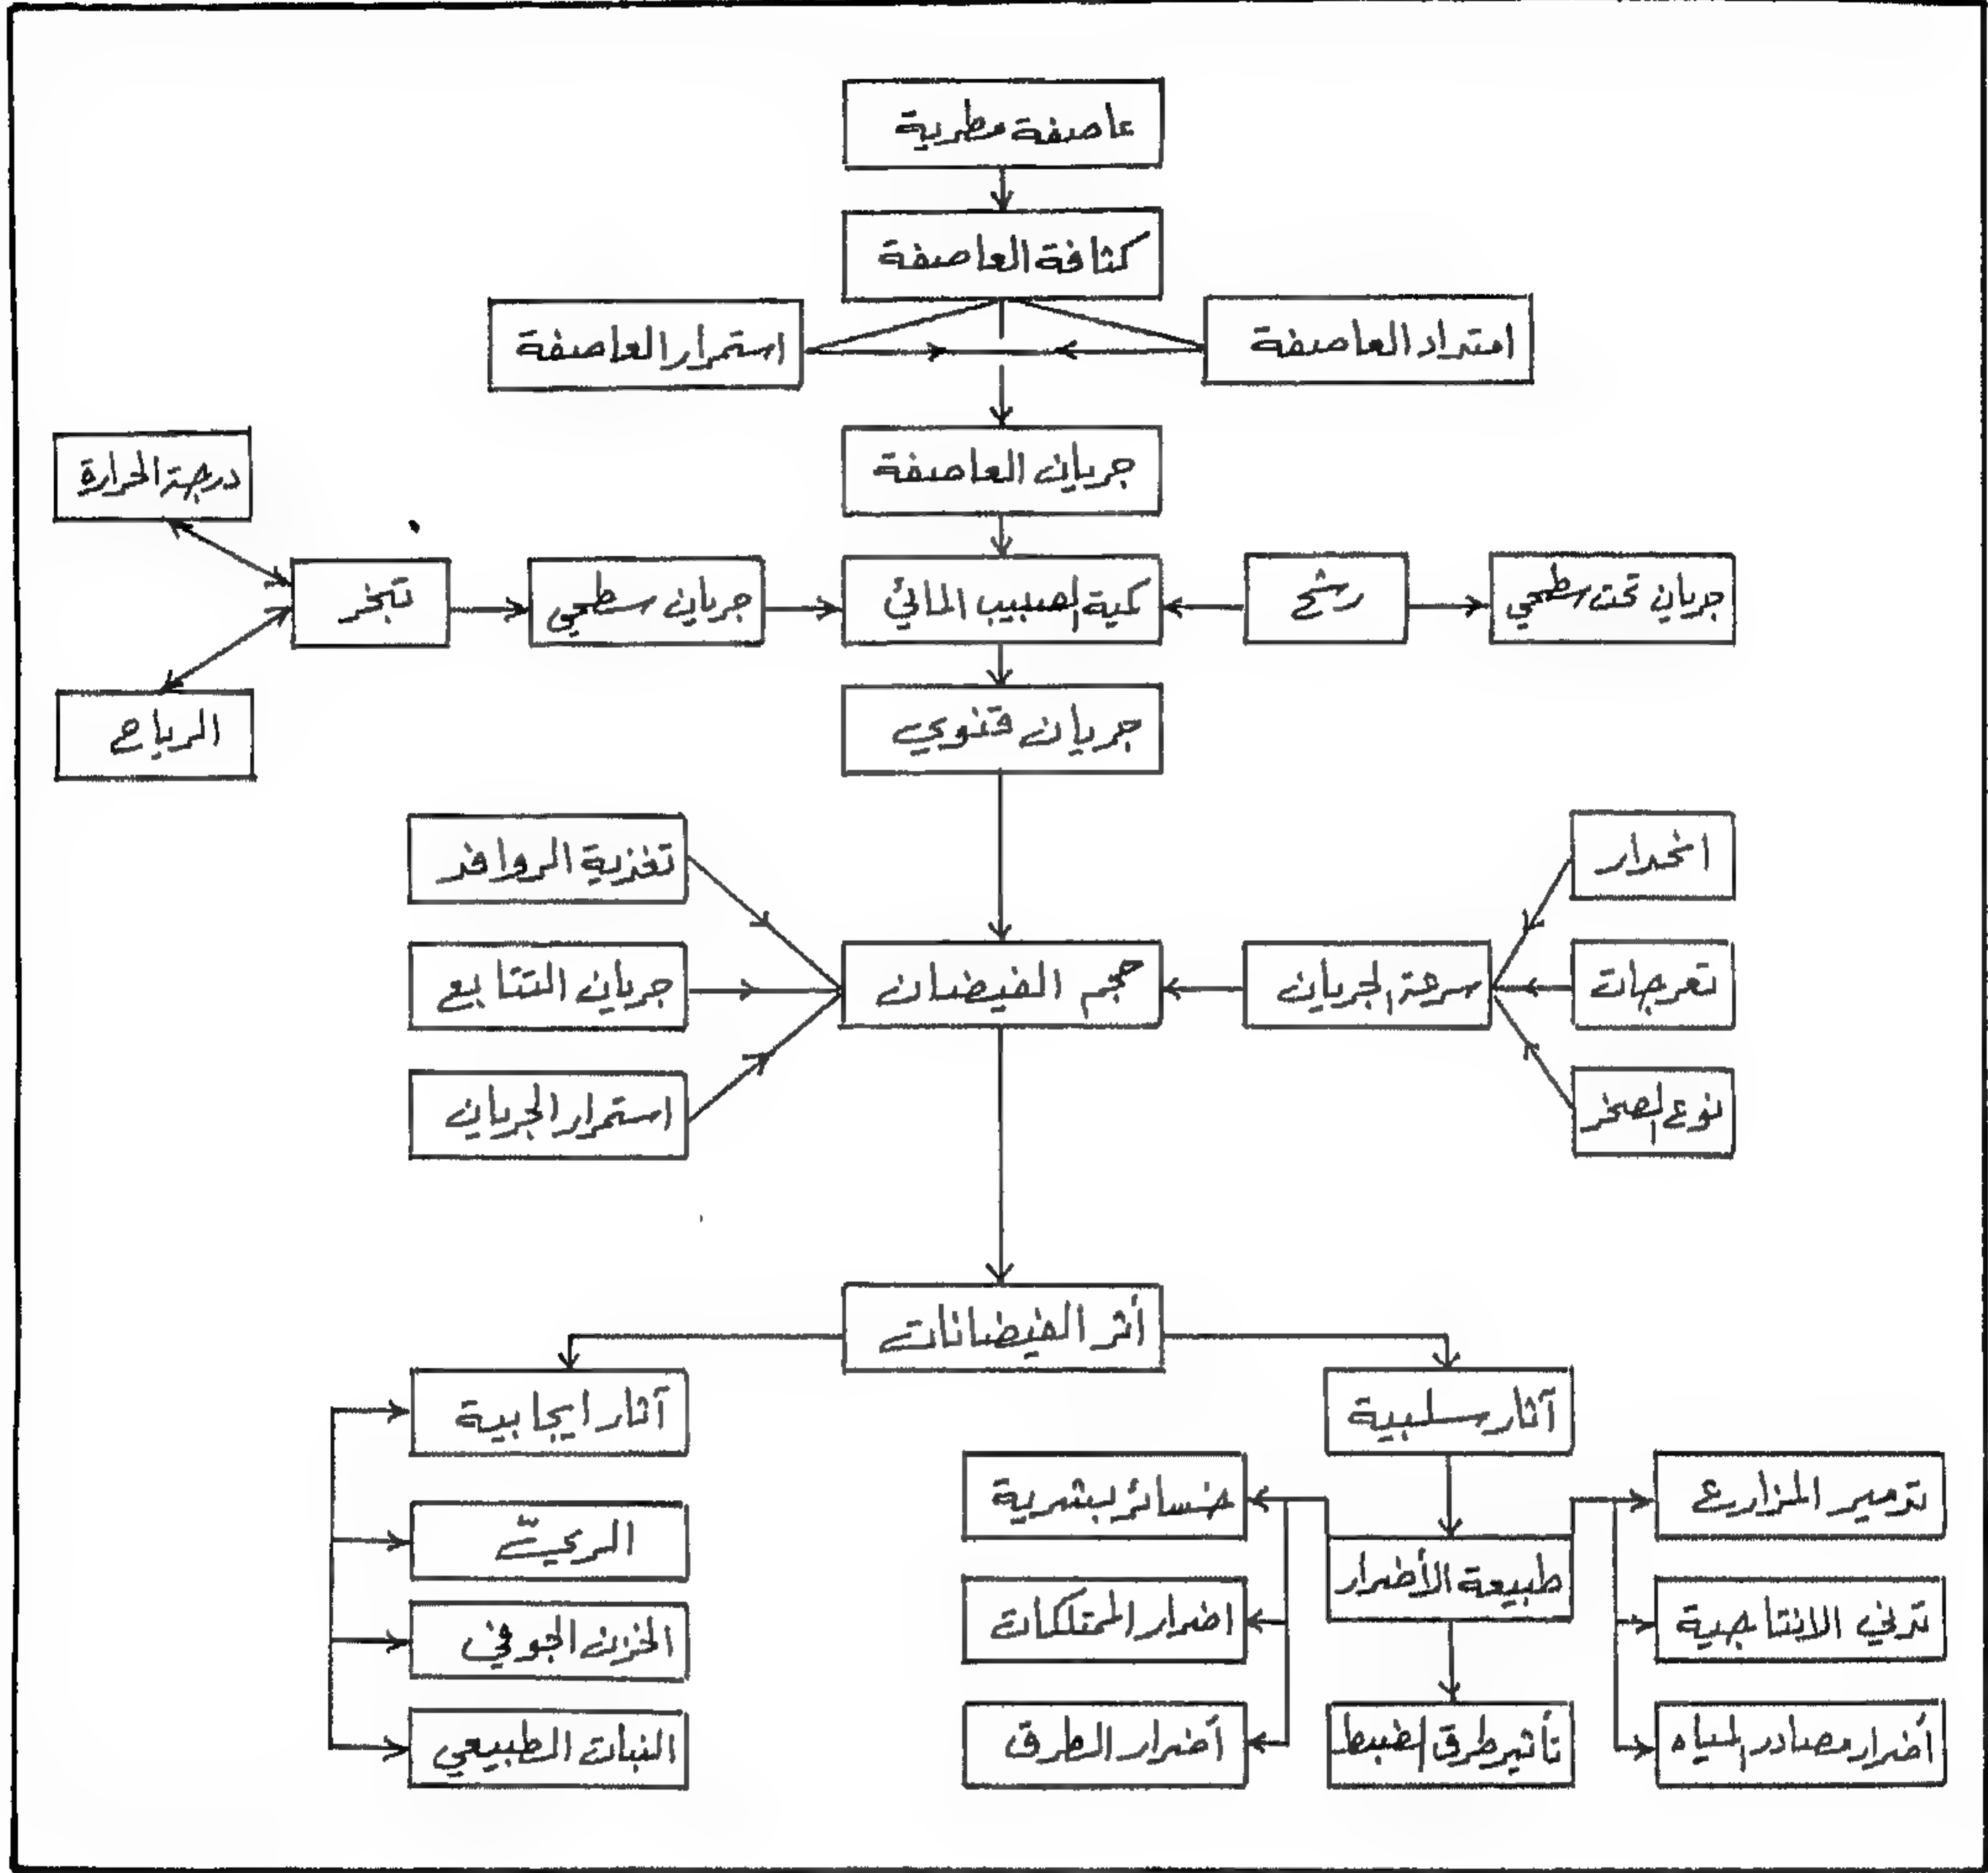 عاصفة مطرية
كثافة العاصفة
امتداد العاصفة
استمرار العاصفة
جريان العاصفة
درجة الحرارة
جريان تحت سطحي
رشح
كمية الصبيب المائي
جريان سطحي
تبخر
الرياح
جريان قنوي
انحدار
تغذية الروافد
تعرجات
سرعة الجريان
حجم الفيضان
جريان التتابع
نوع الصخر
استمرار الجريان
أثر الفيضانات
آثار سلبية
آثار ايجابية
تدمير المزارع
خسائر بشرية
الري
طبيعة الأضرار
تدني الانتاجية
اضرار الممتلكات
الخزن الجوفي
أضرار مصادر المياه
تأثير طرق الضبط
أضرار الطرق
النبات الطبيعي